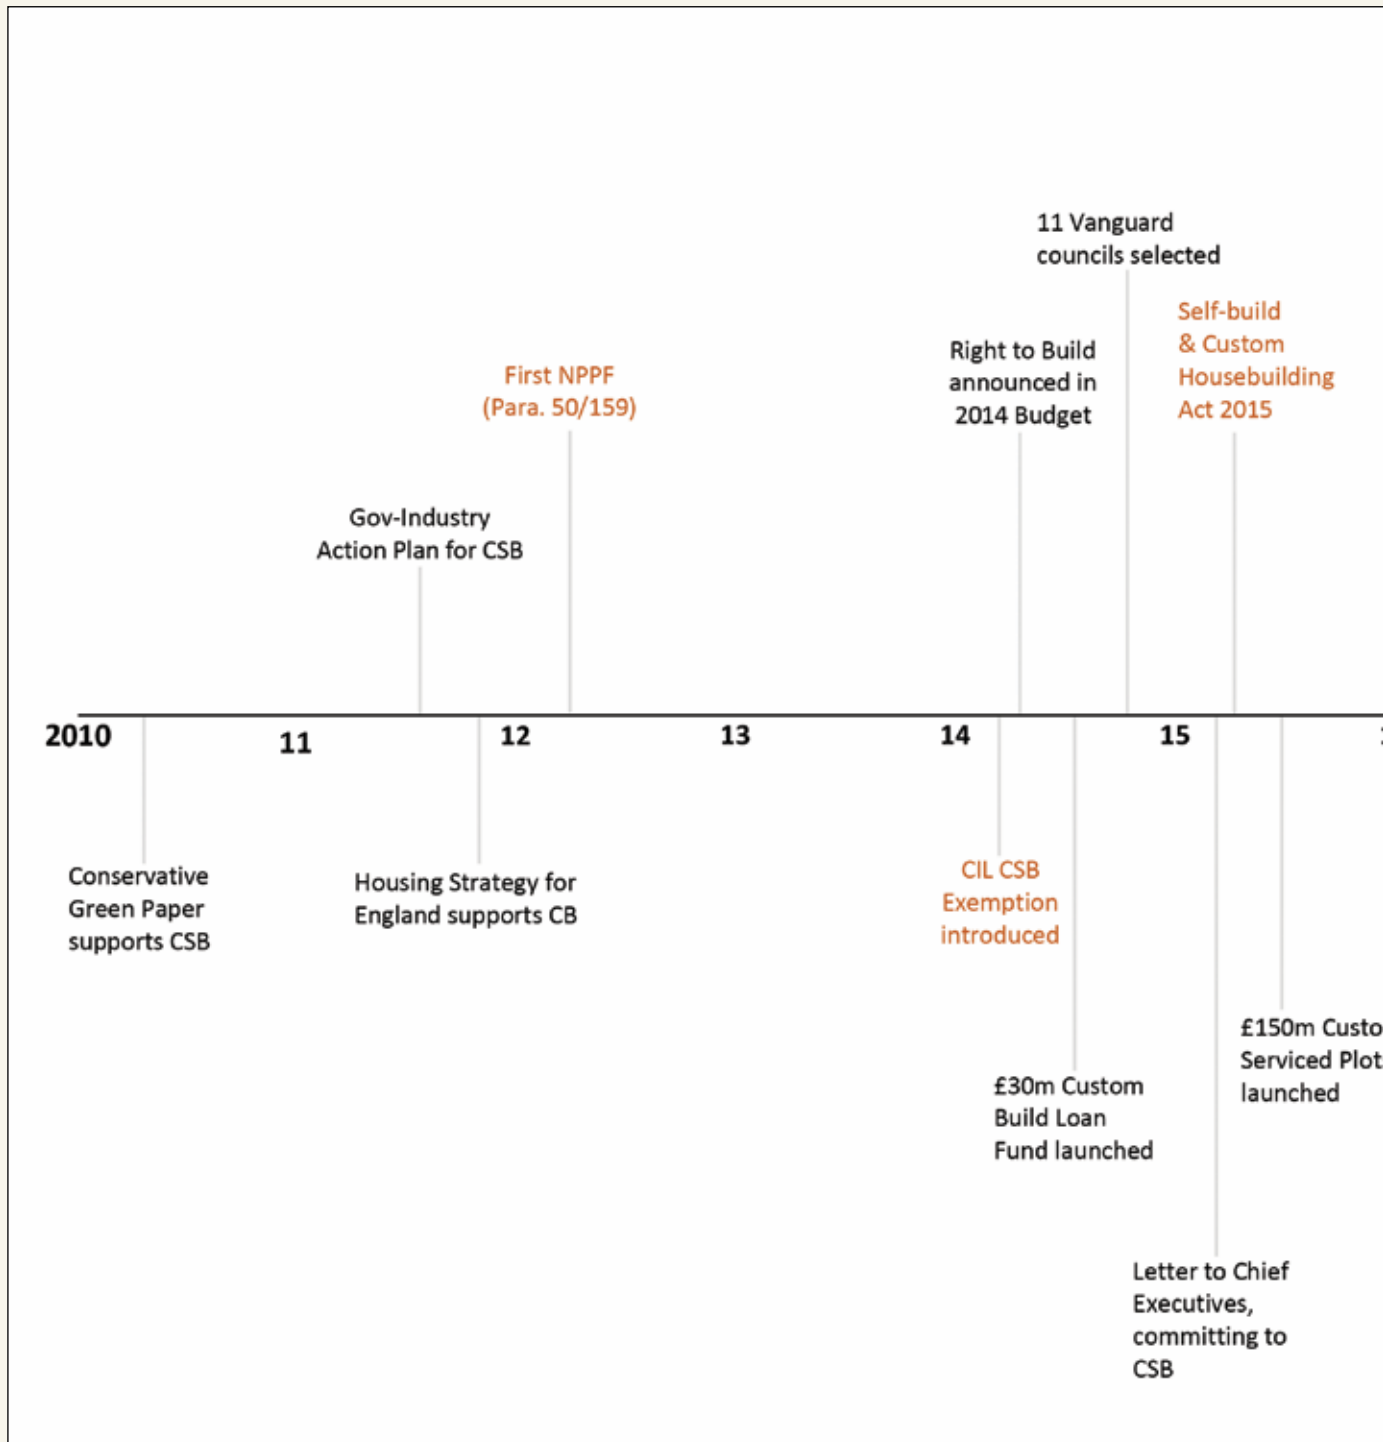 11 Vanguard
councils selected
Self-build
& Custom
Housebuilding
Act 2015
Right to Build
announced in
2014 Budget
First NPPF
(Para. 50/159)
Gov-Industry
Action Plan for CSB
2010 11 12 13 14 15
Conservative
Green Paper
supports CSB
Housing Strategy for
England supports CB
CIL CSB
Exemption
introduced
£150m
Serviced
launched
£30m Custom
Build Loan
Fund launched
Letter to Chief
Executives,
committing to
CSB